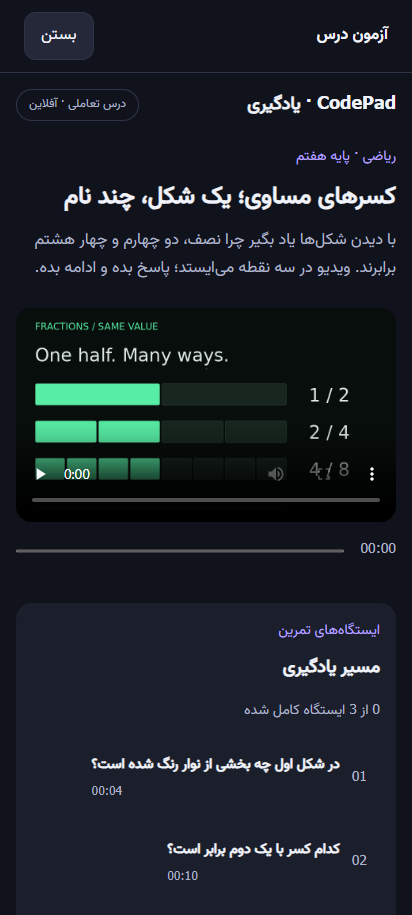 آزمون درس
بستن
CodePad · یادگیری
درس تعاملی · آفلاین
ریاضی · پایه هفتم
کسرهای مساوی؛ یک شکل، چند نام
با دیدن شکل‌ها یاد بگیر چرا نصف، دو چهارم و چهار هشتم
برابرند. ویدیو در سه نقطه می‌ایستد؛ پاسخ بده و ادامه بده.
FRACTIONS / SAME VALUE
One half. Many ways.
1 / 2
2 / 4
4 / 8
0:00
00:00
ایستگاه‌های تمرین
مسیر یادگیری
0 از 3 ایستگاه کامل شده
01
در شکل اول چه بخشی از نوار رنگ شده است؟
00:04
02
کدام کسر با یک دوم برابر است؟
00:10